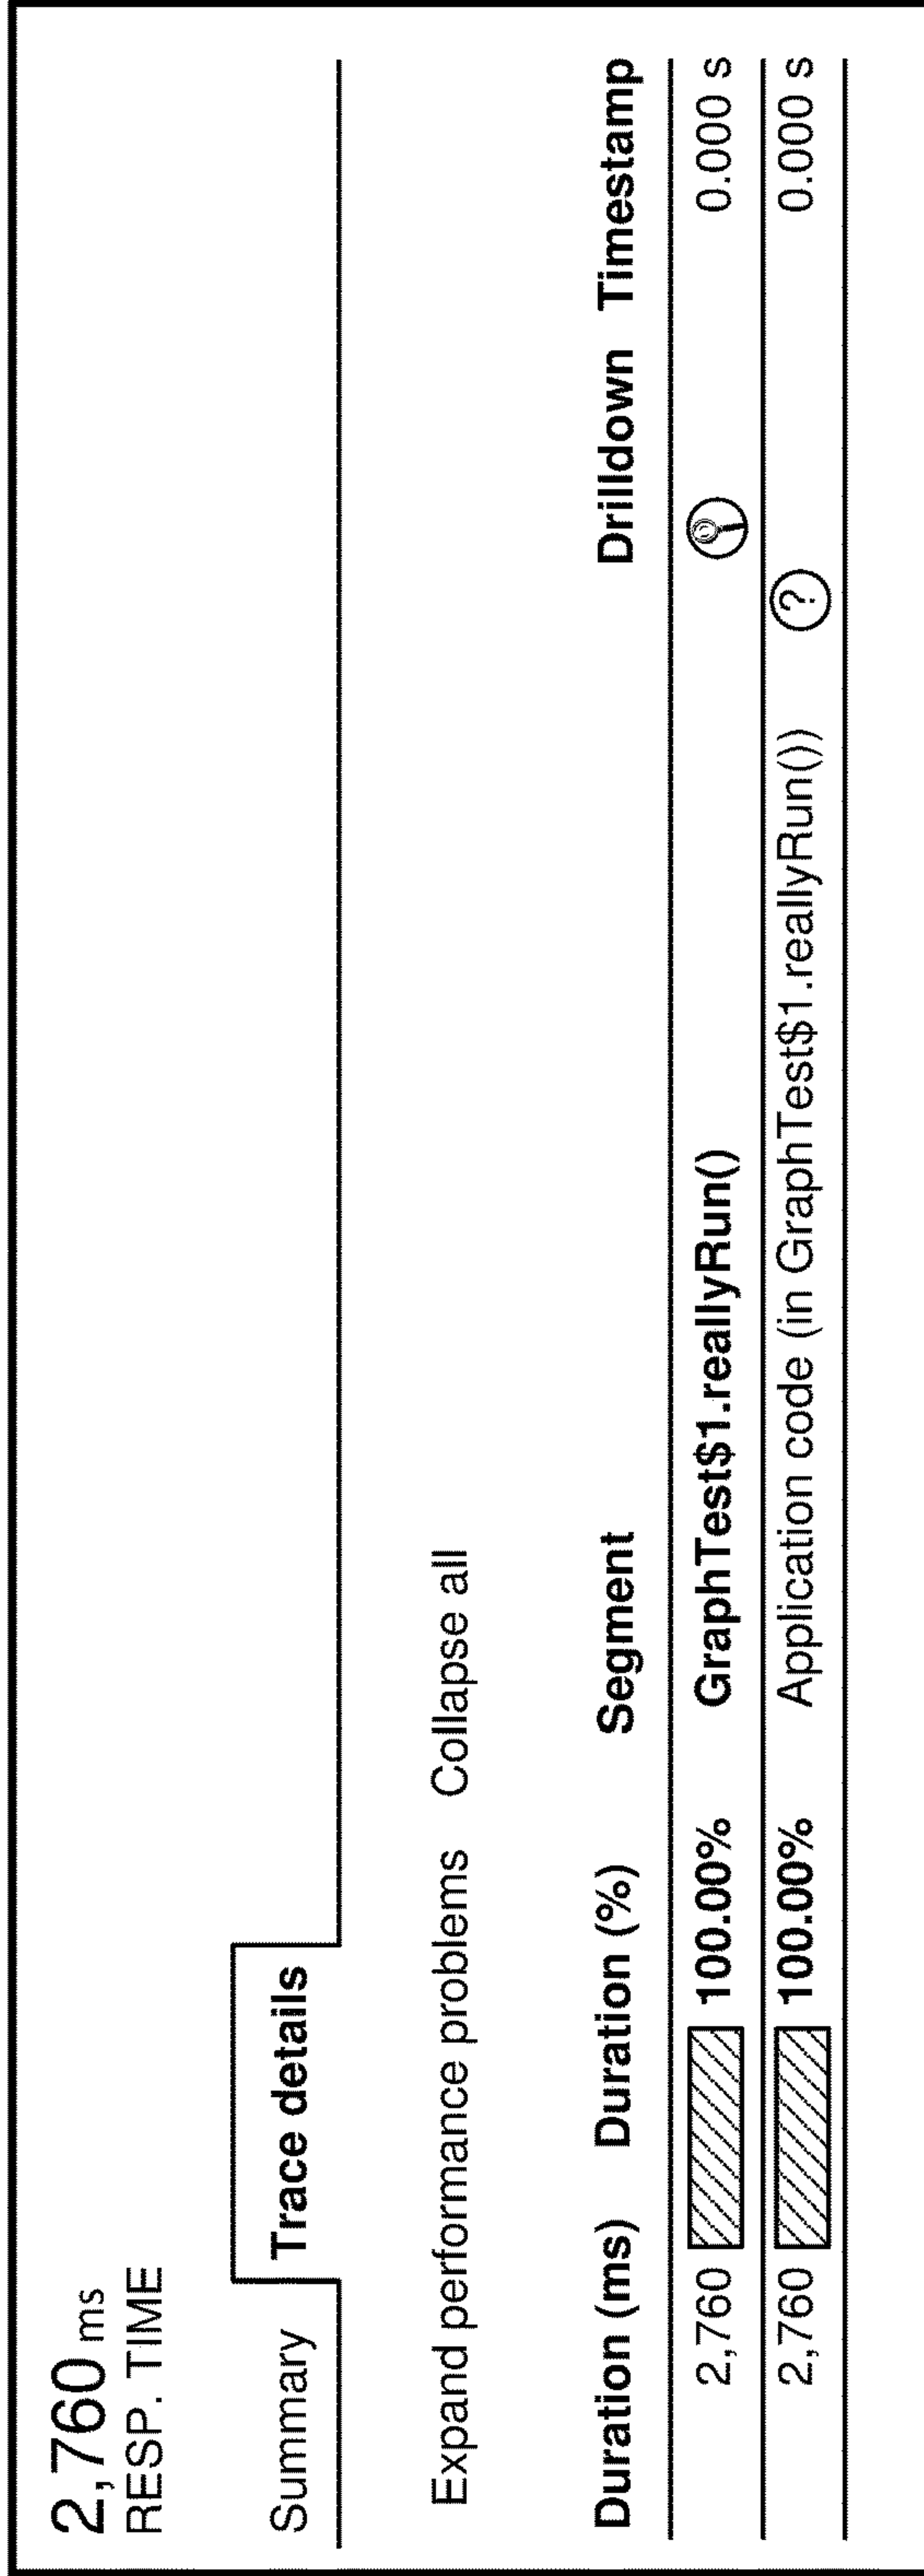 2,760 ms
RESP. TIME
Summary Trace details
Expand performance problems Collapse all
Duration (ms) Duration (%) Segment Drilldown Timestamp
2,760 100.00% GraphTest$1.reallyRun() 0.000 s
2,760 100.00% Application code (in GraphTest$1.reallyRun()) ? 0.000 s